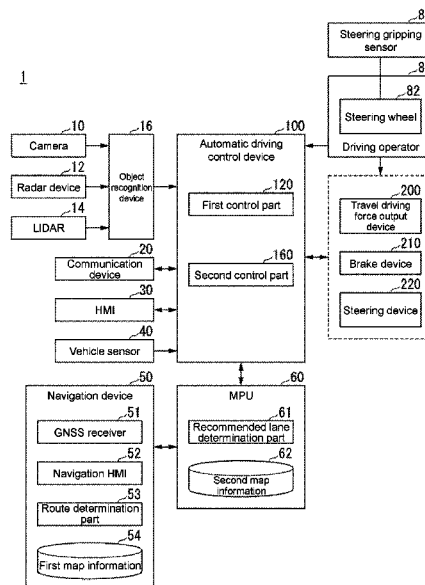 1
8
Steering gripping
sensor
8
82
Steering wheel
Driving operator
10
Camera
12
Radar device
14
LIDAR
16
Object
recognition
device
20
Communication
device
30
HMI
40
Vehicle sensor
100
Automatic driving
control device
120
First control part
160
Second control part
200
Travel driving
force output
device
210
Brake device
220
Steering device
50
Navigation device
51
GNSS receiver
52
Navigation HMI
53
Route determination
part
54
First map information
60
MPU
61
Recommended lane
determination part
62
Second map
information